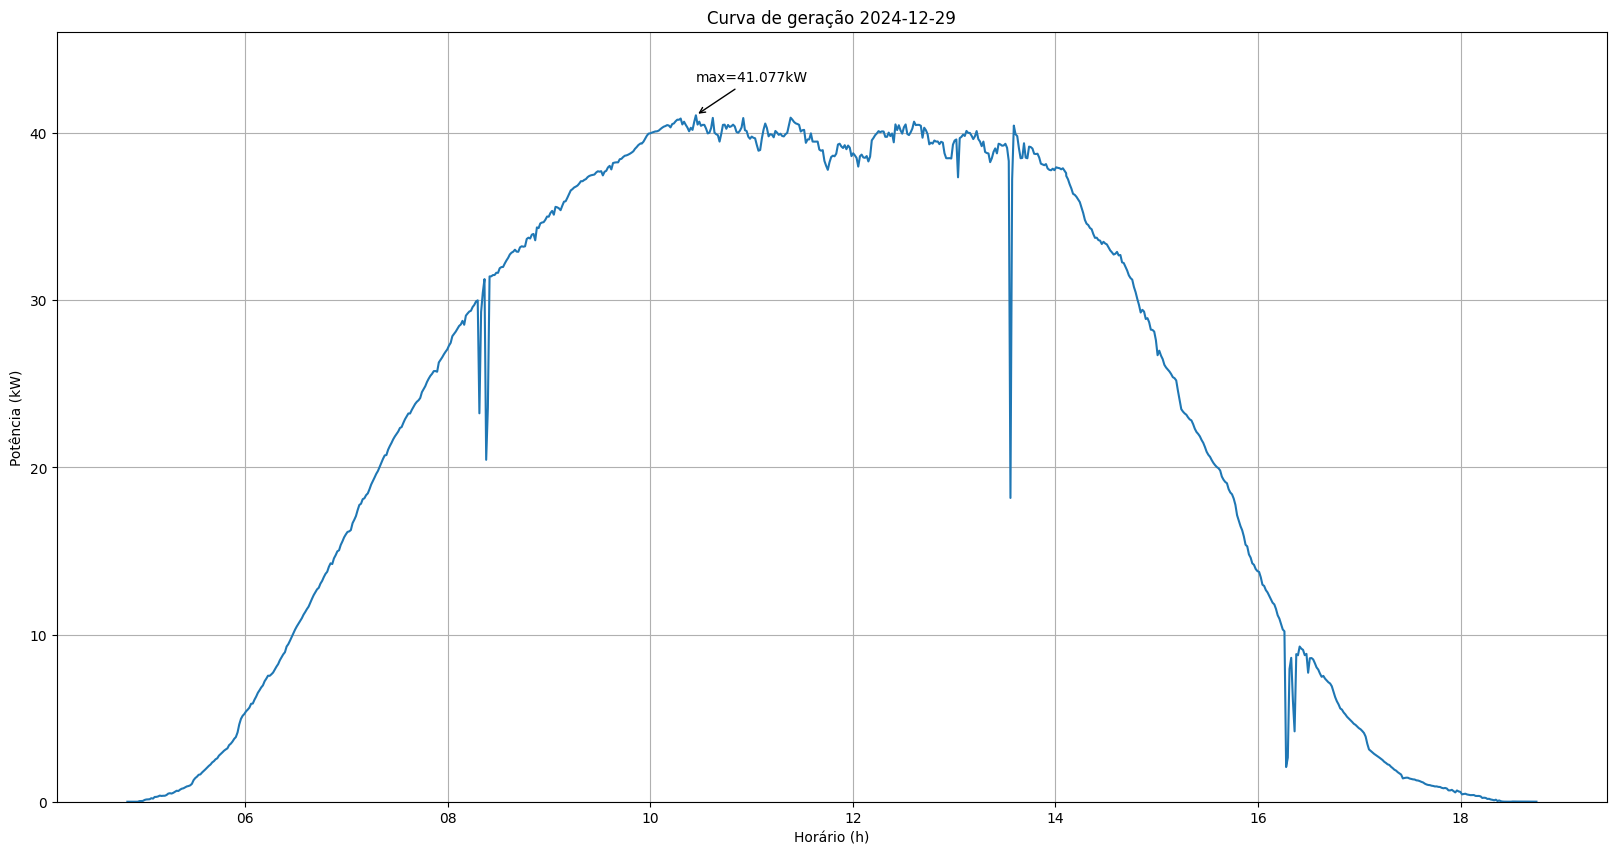 Curva de geração 2024-12-29
max=41.077kW
40
30
20
10
0
Potência (kW)
06 08 10 12 14 16 18
Horário (h)